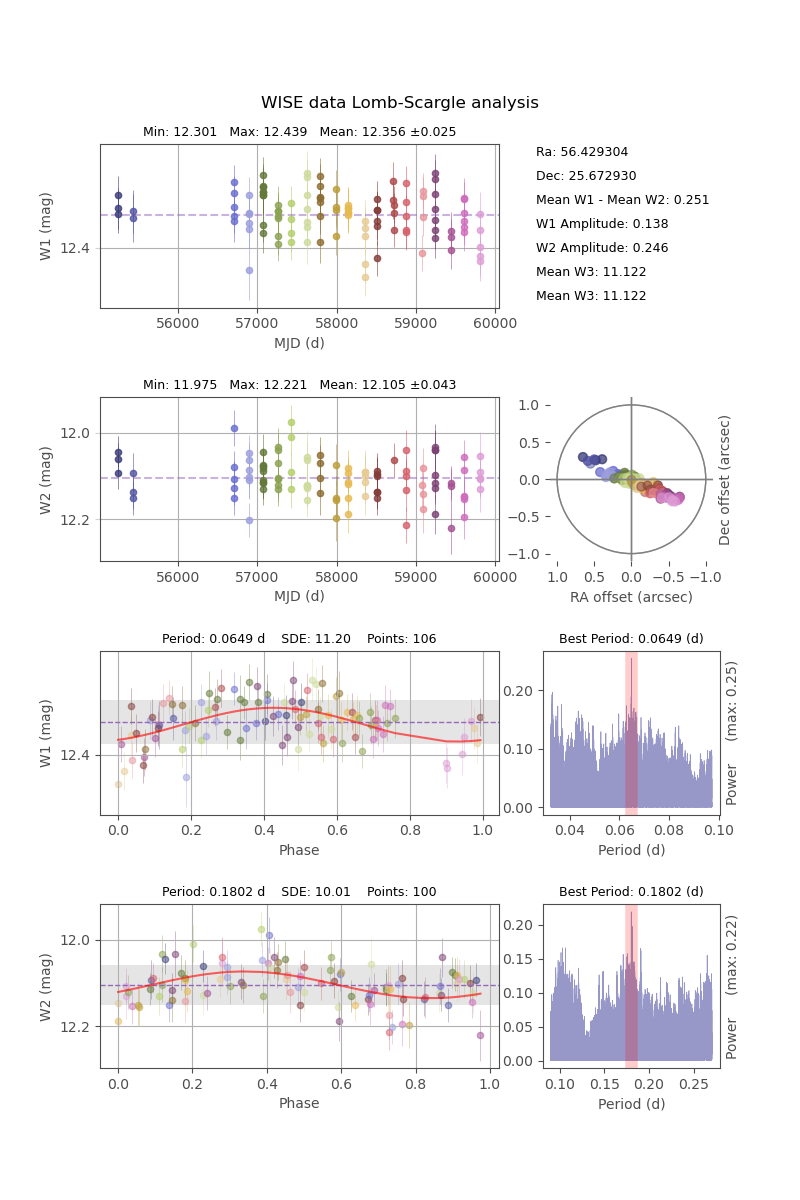 WISE data Lomb-Scargle analysis
Min: 12.301   Max: 12.439   Mean: 12.356 ±0.025
W1 (mag)
12.4
56000 57000 58000 59000 60000
MJD (d)
Ra: 56.429304
Dec: 25.672930
Mean W1 - Mean W2: 0.251
W1 Amplitude: 0.138
W2 Amplitude: 0.246
Mean W3: 11.122
Mean W3: 11.122
Min: 11.975   Max: 12.221   Mean: 12.105 ±0.043
W2 (mag)
12.0
12.2
56000 57000 58000 59000 60000
MJD (d)
1.0
0.5
0.0
−0.5
−1.0
1.0 0.5 0.0 −0.5 −1.0
RA offset (arcsec)
Dec offset (arcsec)
Period: 0.0649 d    SDE: 11.20    Points: 106
W1 (mag)
12.4
0.0 0.2 0.4 0.6 0.8 1.0
Phase
Best Period: 0.0649 (d)
0.20
0.10
0.00
0.04 0.06 0.08 0.10
Period (d)
Power     (max: 0.25)
Period: 0.1802 d    SDE: 10.01    Points: 100
W2 (mag)
12.0
12.2
0.0 0.2 0.4 0.6 0.8 1.0
Phase
Best Period: 0.1802 (d)
0.20
0.15
0.10
0.05
0.00
0.10 0.15 0.20 0.25
Period (d)
Power     (max: 0.22)